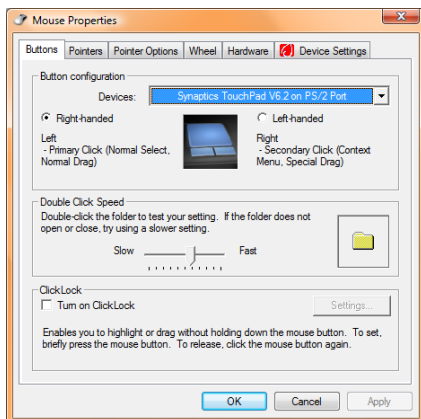 Mouse Properties
Buttons Pointers Pointer Options Wheel Hardware Device Settings
Button configuration
Devices: Synaptics TouchPad V6.2 on PS/2 Port
Right-handed Left-handed
Left Right
- Primary Click (Normal Select, - Secondary Click (Context
Normal Drag) Menu, Special Drag)
Double Click Speed
Double-click the folder to test your setting. If the folder does not
open or close, try using a slower setting.
Slow Fast
ClickLock
Turn on ClickLock Settings...
Enables you to highlight or drag without holding down the mouse button. To set,
briefly press the mouse button. To release, click the mouse button again.
OK Cancel Apply